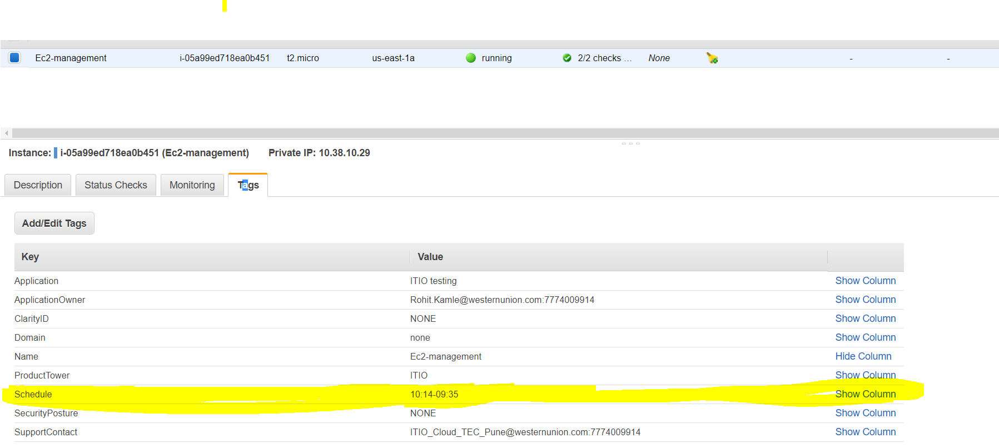 Ec2-management i-05a99ed718ea0b451 t2.micro us-east-1a running 2/2 checks ... None - -
Instance: i-05a99ed718ea0b451 (Ec2-management) Private IP: 10.38.10.29
Description Status Checks Monitoring Tags
Add/Edit Tags
Key Value
Application ITIO testing Show Column
ApplicationOwner Rohit.Kamle@westernunion.com:7774009914 Show Column
ClarityID NONE Show Column
Domain none Show Column
Name Ec2-management Hide Column
ProductTower ITIO Show Column
Schedule 10:14-09:35 Show Column
SecurityPosture NONE Show Column
SupportContact ITIO_Cloud_TEC_Pune@westernunion.com:7774009914 Show Column